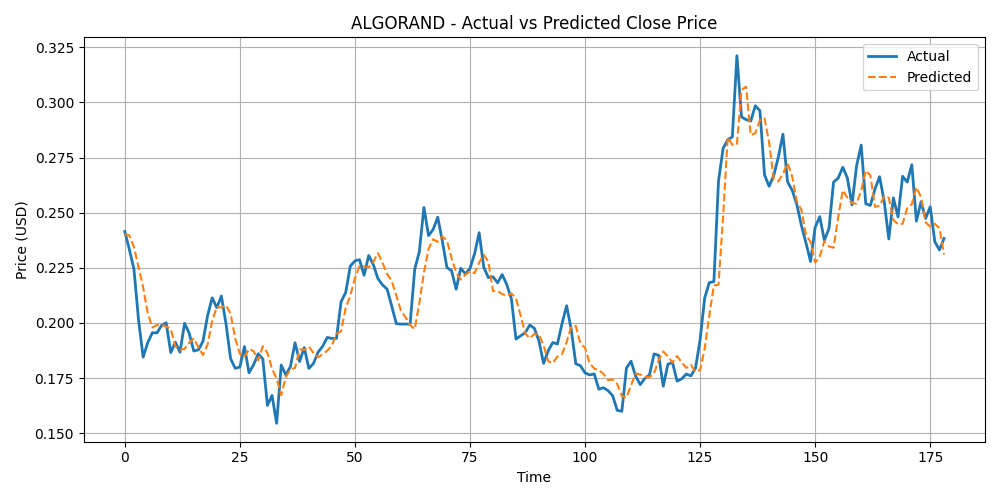 ALGORAND - Actual vs Predicted Close Price
Actual
Predicted
Price (USD)
0.325
0.300
0.275
0.250
0.225
0.200
0.175
0.150
0 25 50 75 100 125 150 175
Time